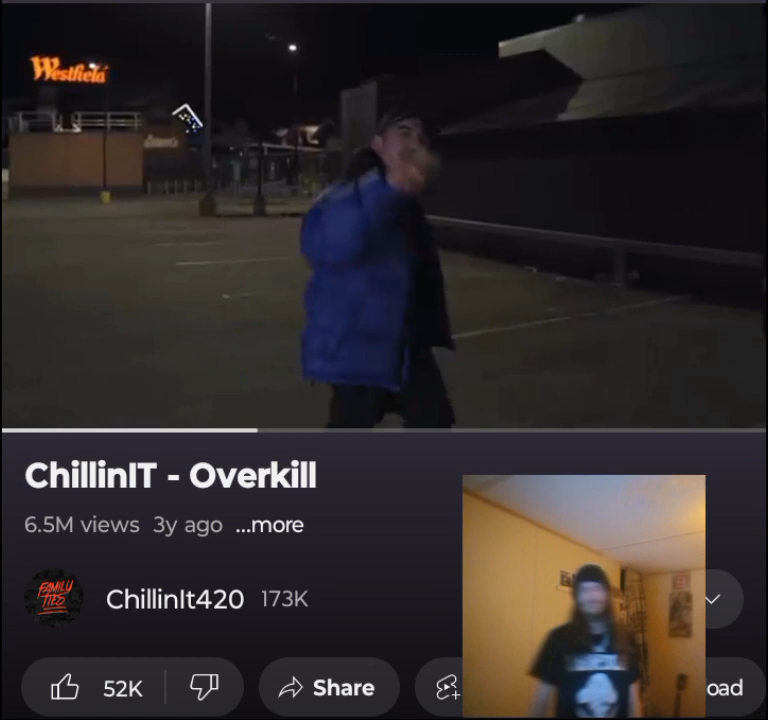 Westfield
ChillinIT - Overkill
6.5M views 3y ago ...more
FAMILY
TIES
ChillinIt420 173K
52K
Share
oad